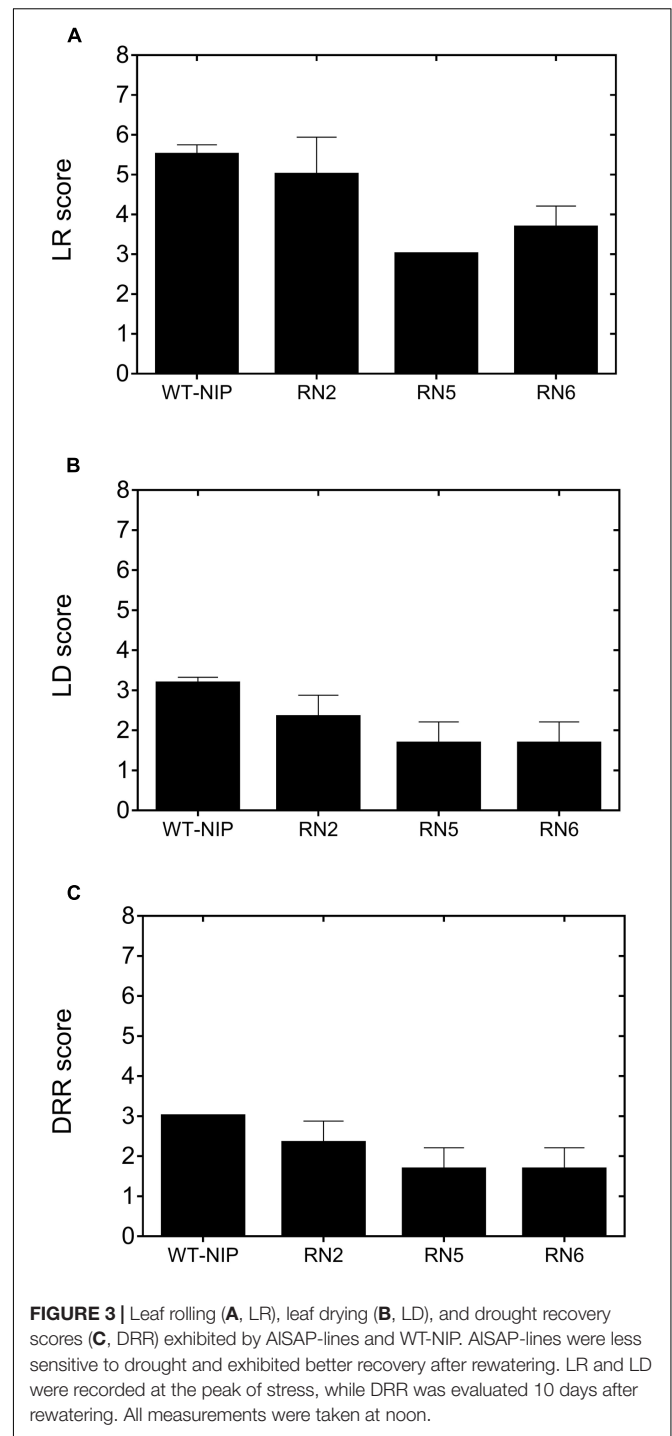 A
8
7
6
5
4
3
2
1
0
LR score
WT-NIP RN2 RN5 RN6
B
8
7
6
5
4
3
2
1
0
LD score
WT-NIP RN2 RN5 RN6
C
8
7
6
5
4
3
2
1
0
DRR score
WT-NIP RN2 RN5 RN6
FIGURE 3 | Leaf rolling (A, LR), leaf drying (B, LD), and drought recovery
scores (C, DRR) exhibited by AlSAP-lines and WT-NIP. AlSAP-lines were less
sensitive to drought and exhibited better recovery after rewatering. LR and LD
were recorded at the peak of stress, while DRR was evaluated 10 days after
rewatering. All measurements were taken at noon.